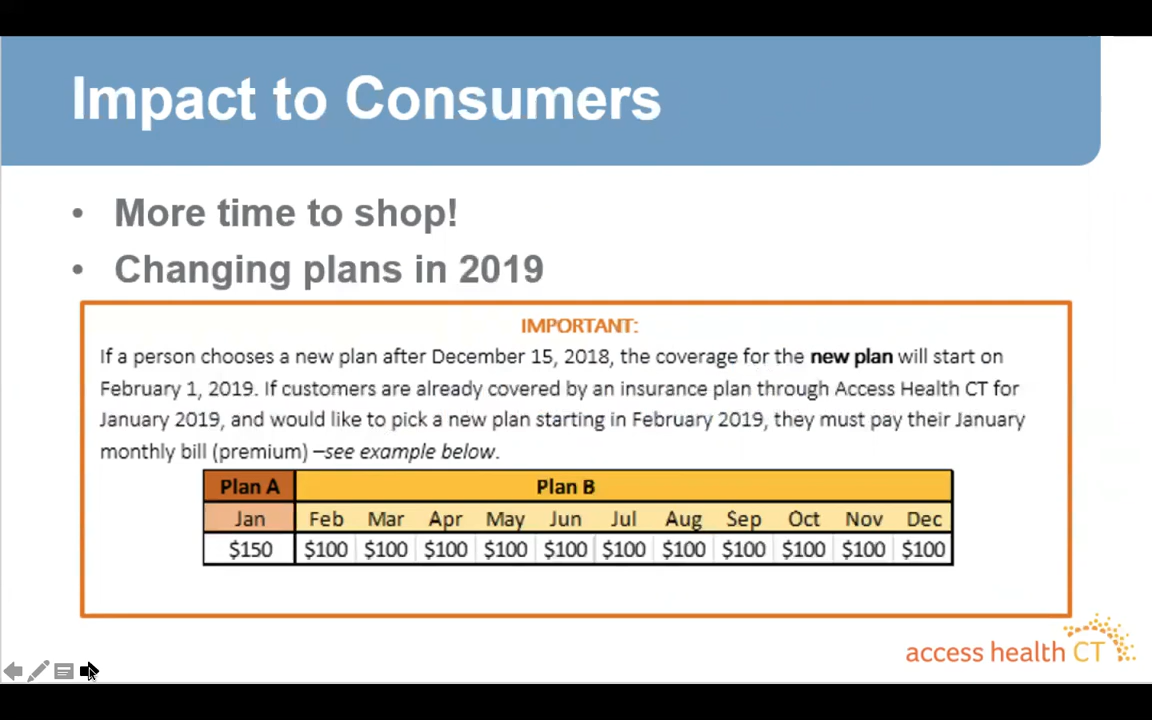 Impact to Consumers
• More time to shop!
• Changing plans in 2019
IMPORTANT:
If a person chooses a new plan after December 15, 2018, the coverage for the new plan will start on
February 1, 2019. If customers are already covered by an insurance plan through Access Health CT for
January 2019, and would like to pick a new plan starting in February 2019, they must pay their January
monthly bill (premium) –see example below.
Plan A Plan B
Jan Feb Mar Apr May Jun Jul Aug Sep Oct Nov Dec
$150 $100 $100 $100 $100 $100 $100 $100 $100 $100 $100 $100
access health CT